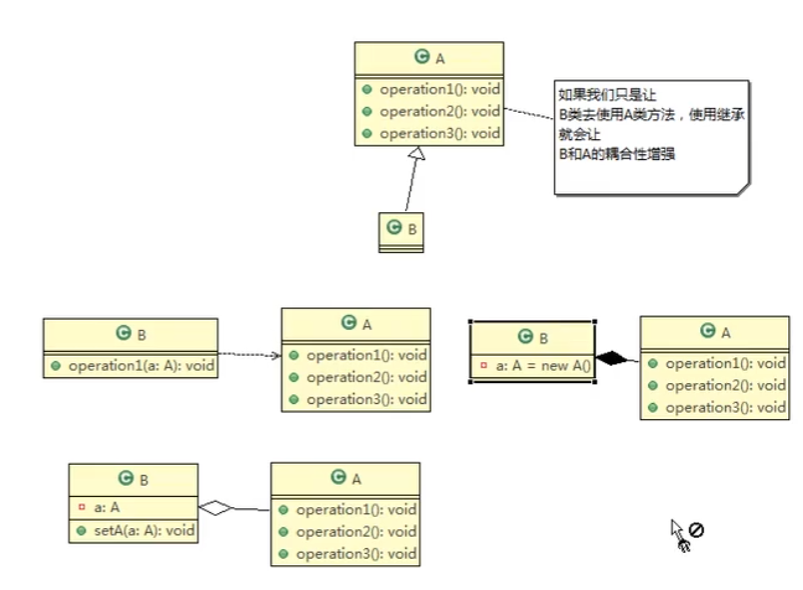 A
operation1(): void
operation2(): void
operation3(): void
如果我们只是让
B类去使用A类方法，使用继承
就会让
B和A的耦合性增强
B
B
operation1(a: A): void
A
operation1(): void
operation2(): void
operation3(): void
B
a: A = new A()
A
operation1(): void
operation2(): void
operation3(): void
B
a: A
setA(a: A): void
A
operation1(): void
operation2(): void
operation3(): void